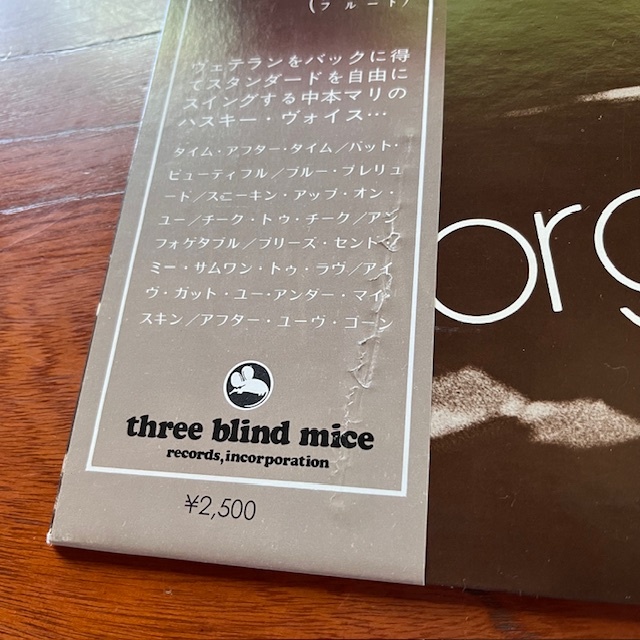 （フルート）
ヴェテランをバックに得
てスタンダードを自由に
スイングする中本マリの
ハスキー・ヴォイス…
タイム・アフター・タイム／バット・
ビューティフル／ブルー・プレリュ
ード／スニーキン・アップ・オン・
ユー／チーク・トゥ・チーク／アン
フォゲタブル／プリーズ・センド・
ミー・サムワン・トゥ・ラヴ／アイ
ヴ・ガット・ユー・アンダー・マイ・
スキン／アフター・ユーヴ・ゴーン
three blind mice
records, incorporation
¥2,500
org